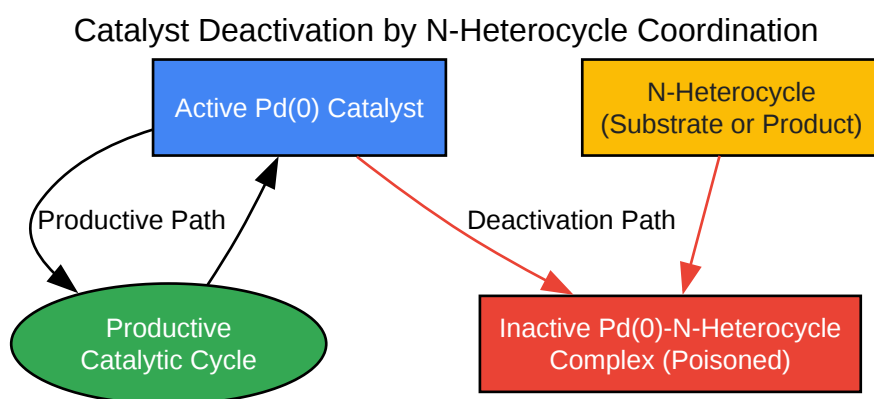 Catalyst Deactivation by N-Heterocycle Coordination
Active Pd(0) Catalyst
N-Heterocycle
(Substrate or Product)
Productive Path
Deactivation Path
Productive
Catalytic Cycle
Inactive Pd(0)-N-Heterocycle
Complex (Poisoned)